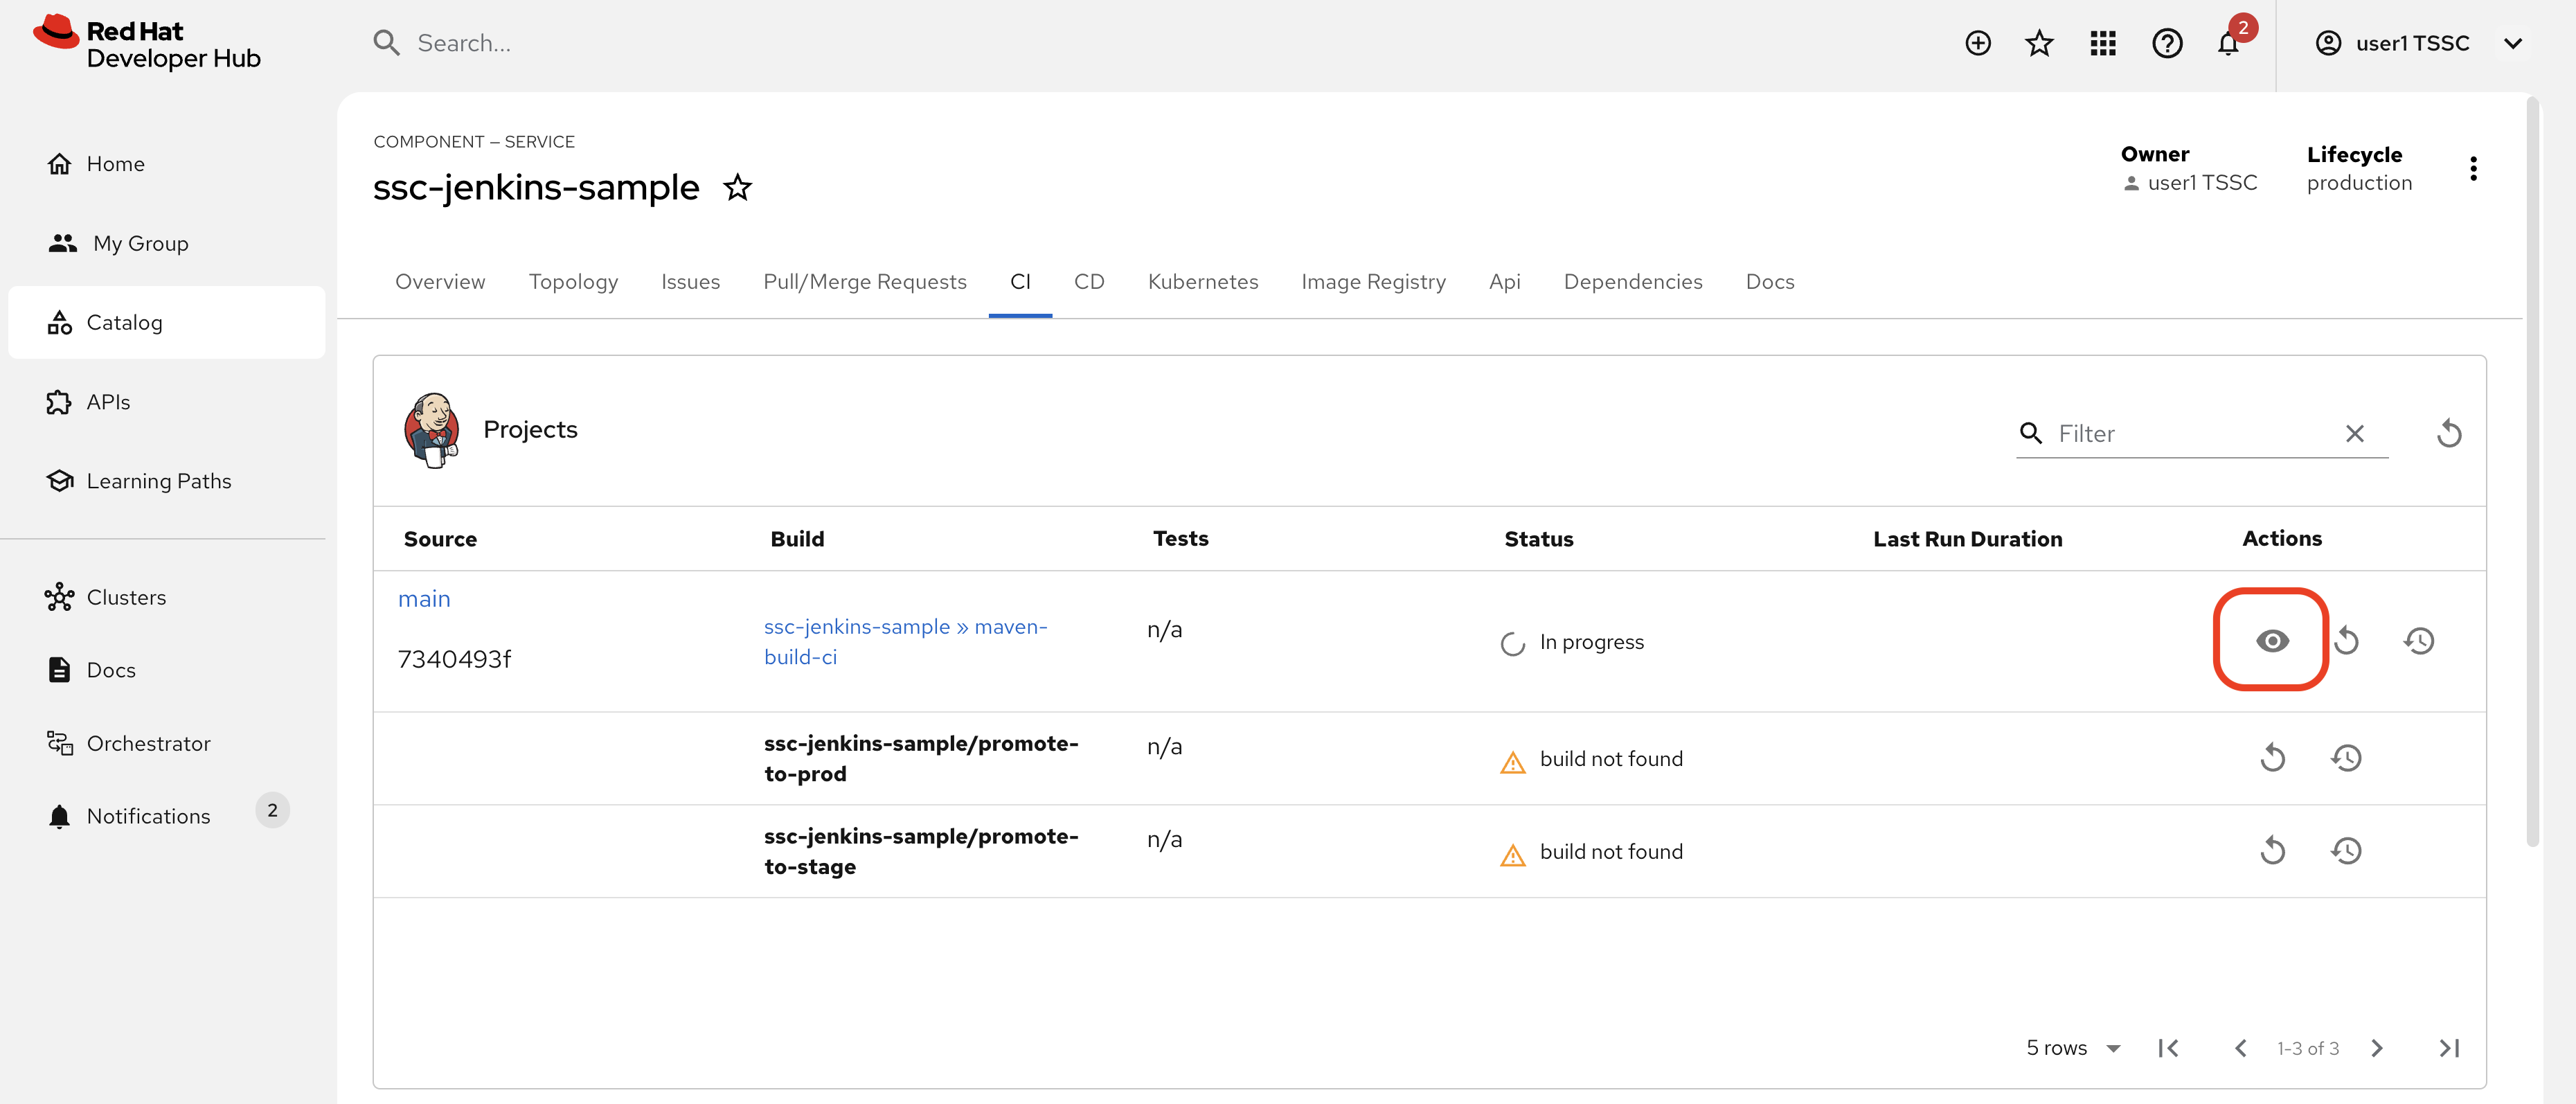 Red Hat
Developer Hub
Search...
2
user1 TSSC
Home
My Group
Catalog
APIs
Learning Paths
Clusters
Docs
Orchestrator
Notifications
2
COMPONENT — SERVICE
ssc-jenkins-sample
Owner
user1 TSSC
Lifecycle
production
Overview
Topology
Issues
Pull/Merge Requests
CI
CD
Kubernetes
Image Registry
Api
Dependencies
Docs
Projects
Filter
Source
Build
Tests
Status
Last Run Duration
Actions
main
7340493f
ssc-jenkins-sample » maven-
build-ci
n/a
In progress
ssc-jenkins-sample/promote-
to-prod
n/a
build not found
ssc-jenkins-sample/promote-
to-stage
n/a
build not found
5 rows
1-3 of 3